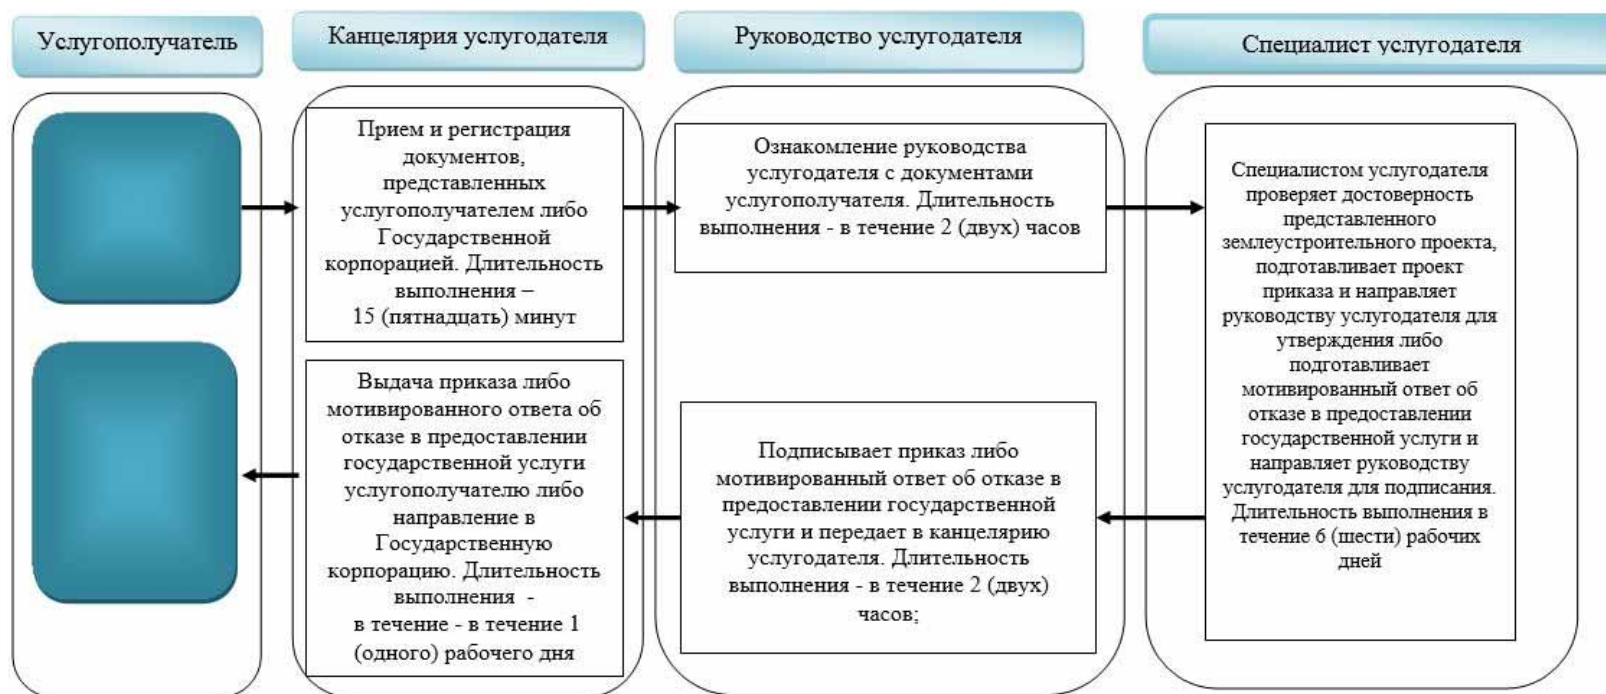 Услугополучатель
Канцелярия услугодателя
Руководство услугодателя
Специалист услугодателя
Прием и регистрация
документов,
представленных
услугополучателем либо
Государственной
корпорацией. Длительность
выполнения –
15 (пятнадцать) минут
Ознакомление руководства
услугодателя с документами
услугополучателя. Длительность
выполнения - в течение 2 (двух) часов
Специалистом услугодателя
проверяет достоверность
представленного
землеустроительного проекта,
подготавливает проект
приказа и направляет
руководству услугодателя для
утверждения либо
подготавливает
мотивированный ответ об
отказе в предоставлении
государственной услуги и
направляет руководству
услугодателя для подписания.
Длительность выполнения в
течение 6 (шести) рабочих
дней
Подписывает приказ либо
мотивированный ответ об отказе в
предоставлении государственной
услуги и передает в канцелярию
услугодателя. Длительность
выполнения - в течение 2 (двух)
часов;
Выдача приказа либо
мотивированного ответа об
отказе в предоставлении
государственной услуги
услугополучателю либо
направление в
Государственную
корпорацию. Длительность
выполнения -
в течение - в течение 1
(одного) рабочего дня